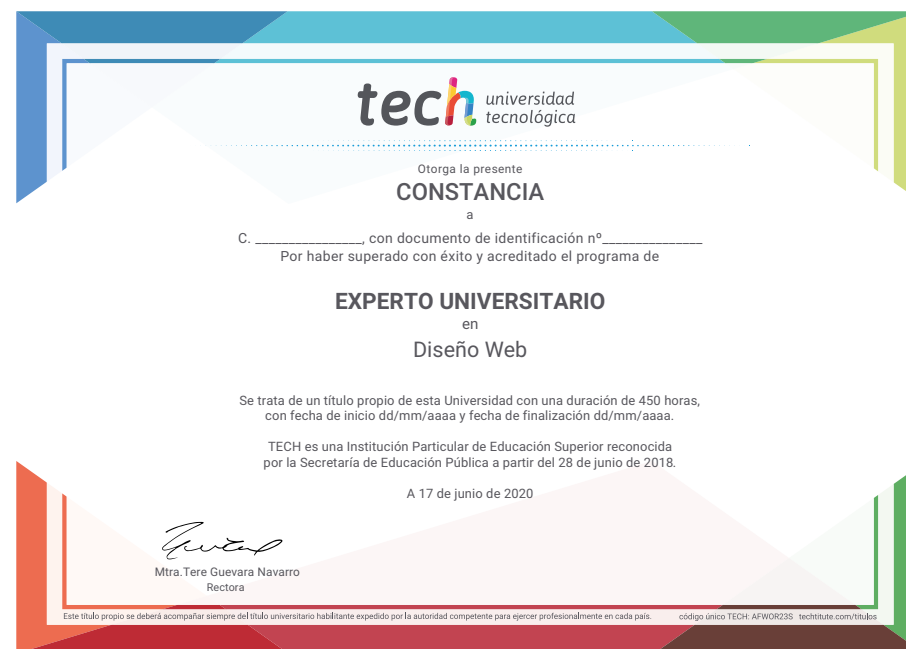 tech universidad
tecnológica
Otorga la presente
CONSTANCIA
a
C. ________________, con documento de identificación nº_______________
Por haber superado con éxito y acreditado el programa de
EXPERTO UNIVERSITARIO
en
Diseño Web
Se trata de un título propio de esta Universidad con una duración de 450 horas,
con fecha de inicio dd/mm/aaaa y fecha de finalización dd/mm/aaaa.
TECH es una Institución Particular de Educación Superior reconocida
por la Secretaría de Educación Pública a partir del 28 de junio de 2018.
A 17 de junio de 2020
Mtra.Tere Guevara Navarro
Rectora
Este título propio se deberá acompañar siempre del título universitario habilitante expedido por la autoridad competente para ejercer profesionalmente en cada país. código único TECH: AFWOR23S techtitute.com/titulos